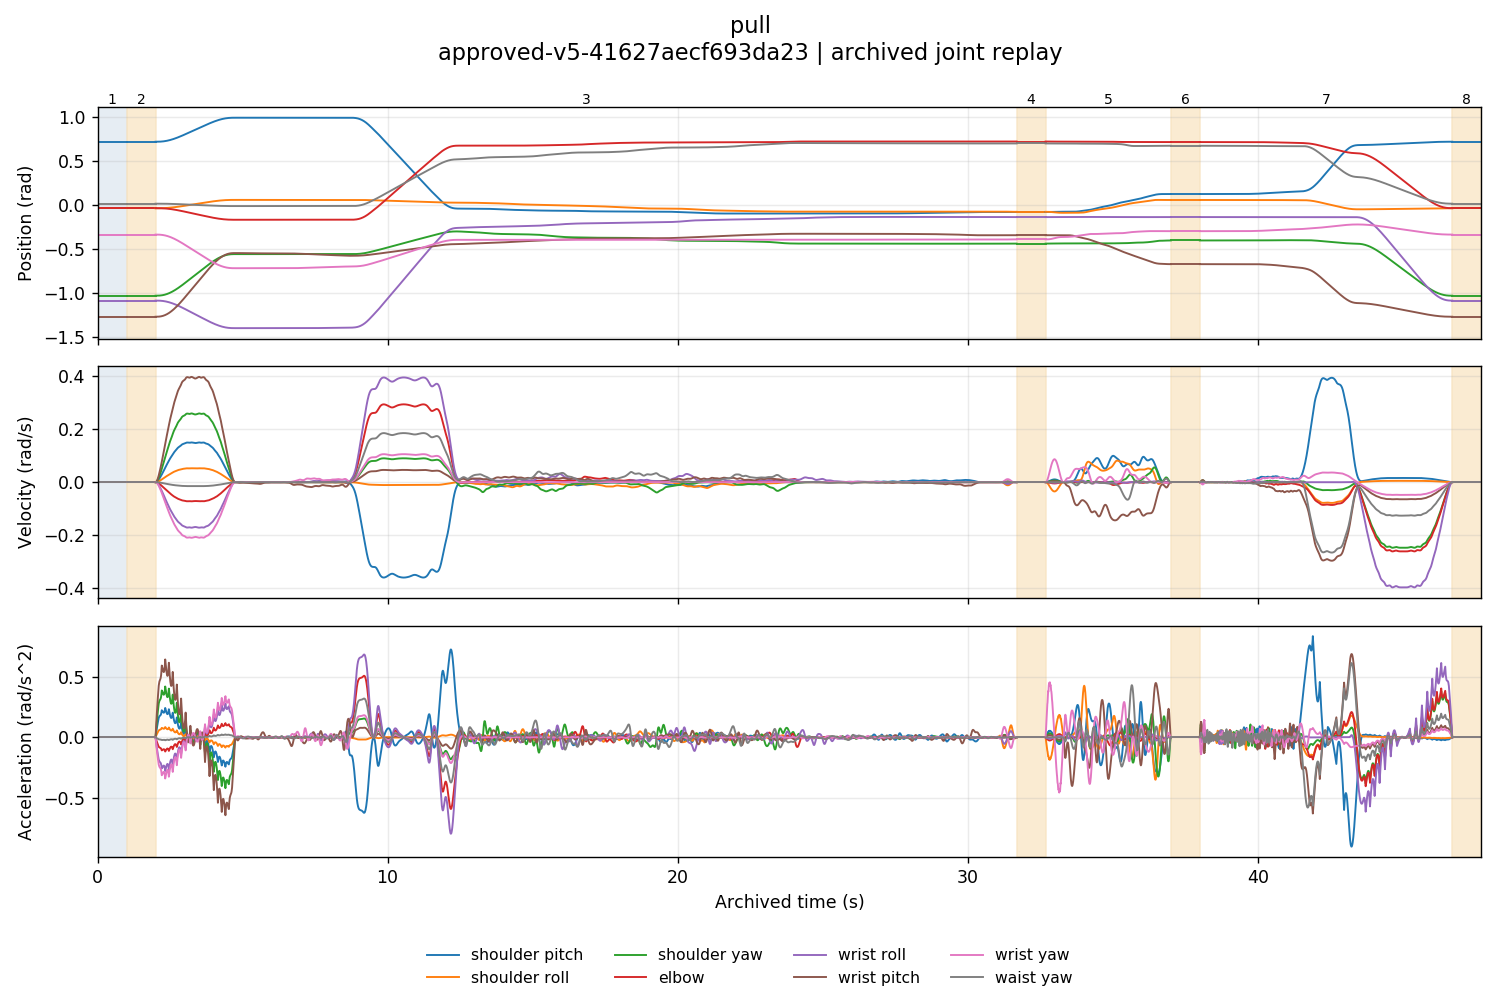 pull
approved-v5-41627aecf693da23 | archived joint replay
1 2 3 4 5 6 7 8
Position (rad)
1.0
0.5
0.0
−0.5
−1.0
−1.5
Velocity (rad/s)
0.4
0.2
0.0
−0.2
−0.4
Acceleration (rad/s^2)
0.5
0.0
−0.5
0 10 20 30 40
Archived time (s)
shoulder pitch shoulder yaw wrist roll wrist yaw
shoulder roll elbow wrist pitch waist yaw